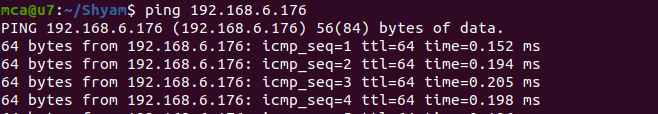 mca@u7:~/Shyam$ ping 192.168.6.176
PING 192.168.6.176 (192.168.6.176) 56(84) bytes of data.
64 bytes from 192.168.6.176: icmp_seq=1 ttl=64 time=0.152 ms
64 bytes from 192.168.6.176: icmp_seq=2 ttl=64 time=0.194 ms
64 bytes from 192.168.6.176: icmp_seq=3 ttl=64 time=0.205 ms
64 bytes from 192.168.6.176: icmp_seq=4 ttl=64 time=0.198 ms